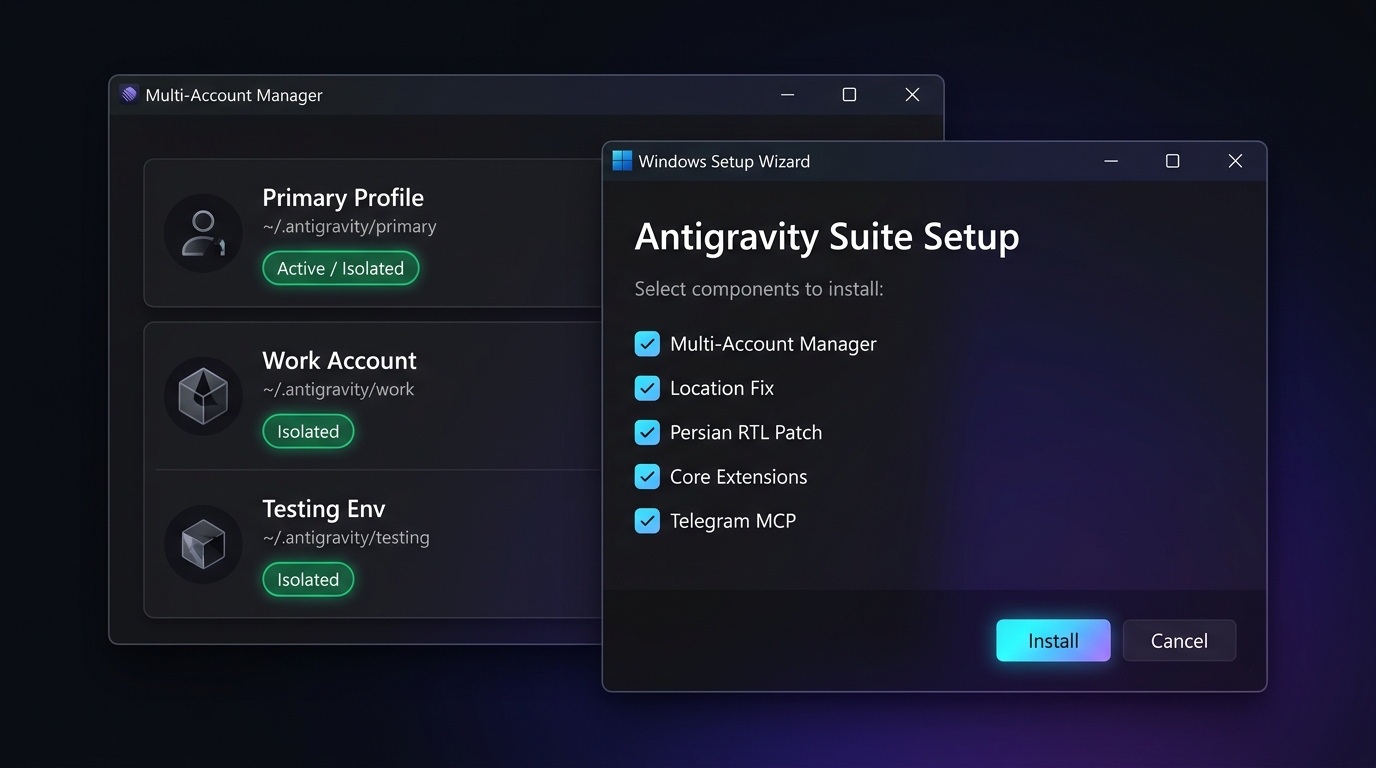 Multi-Account Manager
Primary Profile
~/.antigravity/primary
Active / Isolated
Work Account
~/.antigravity/work
Isolated
Testing Env
~/.antigravity/testing
Isolated
Windows Setup Wizard
Antigravity Suite Setup
Select components to install:
Multi-Account Manager
Location Fix
Persian RTL Patch
Core Extensions
Telegram MCP
Install
Cancel